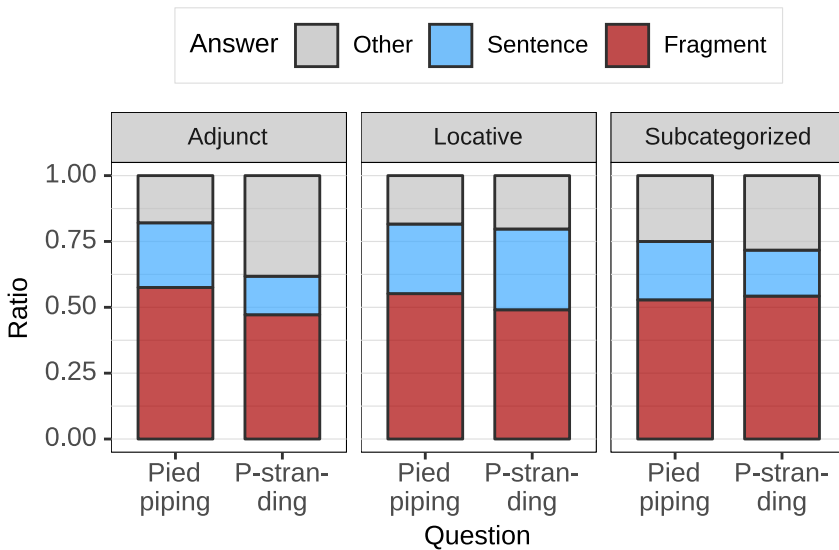 Answer Other Sentence Fragment
Adjunct Locative Subcategorized
1.00
0.75
0.50
0.25
0.00
Ratio
Pied P-stran- Pied P-stran- Pied P-stran-
piping ding piping ding piping ding
Question